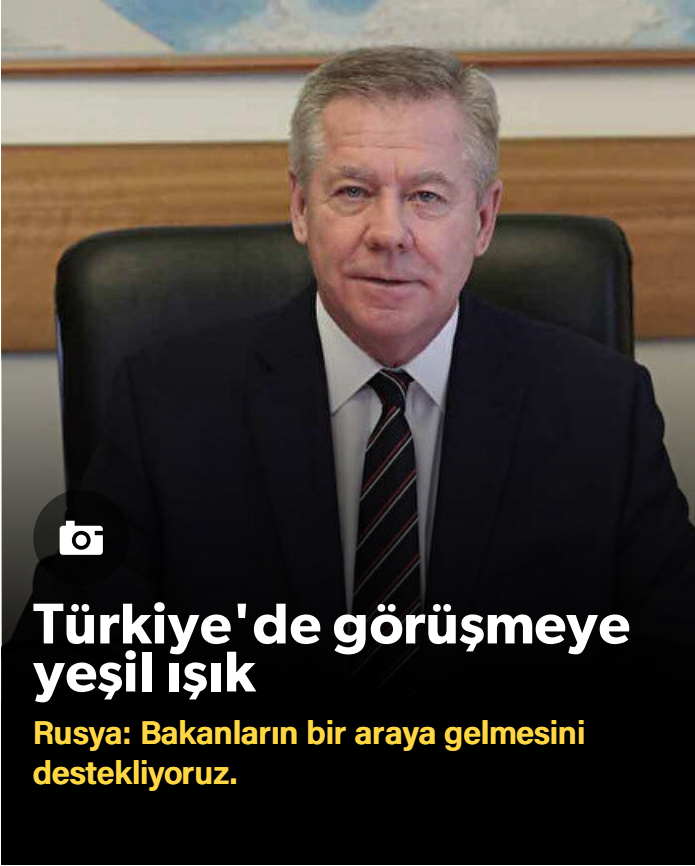 Türkiye'de görüşmeye
yeşil ışık
Rusya: Bakanların bir araya gelmesini
destekliyoruz.